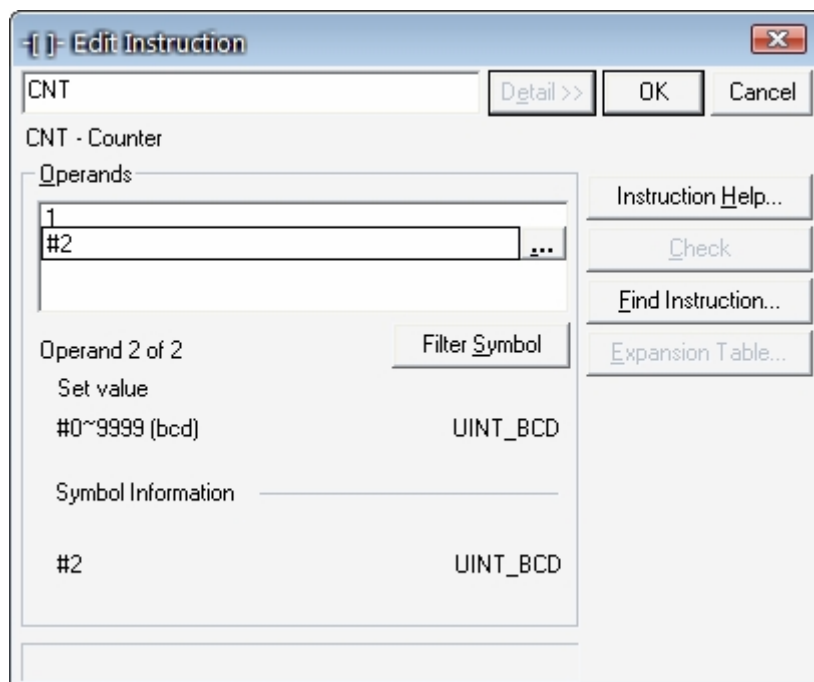 -[ ]- Edit Instruction
CNT
Detail >>
OK
Cancel
CNT - Counter
Operands
1
#2
...
Instruction Help...
Check
Find Instruction...
Expansion Table...
Operand 2 of 2
Filter Symbol
Set value
#0~9999 (bcd)
UINT_BCD
Symbol Information
#2
UINT_BCD